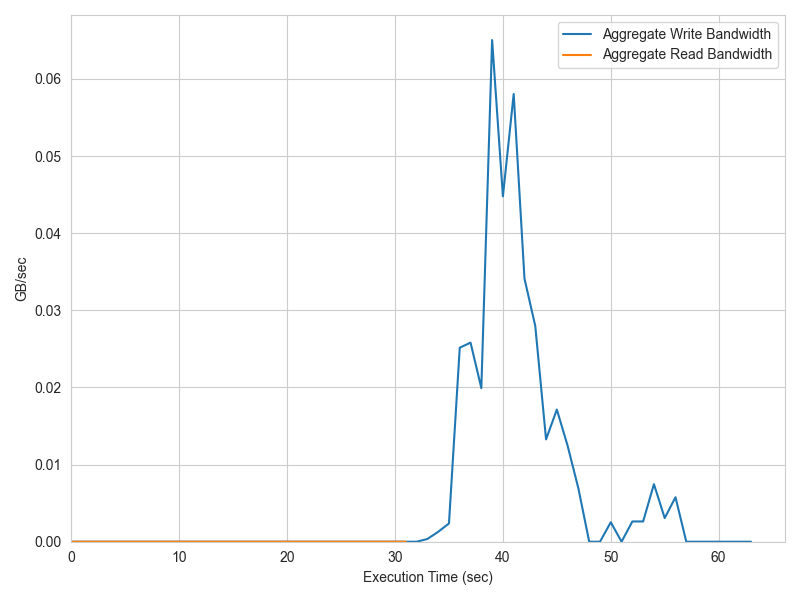 Aggregate Write Bandwidth
Aggregate Read Bandwidth
GB/sec
0.06
0.05
0.04
0.03
0.02
0.01
0.00
0 10 20 30 40 50 60
Execution Time (sec)